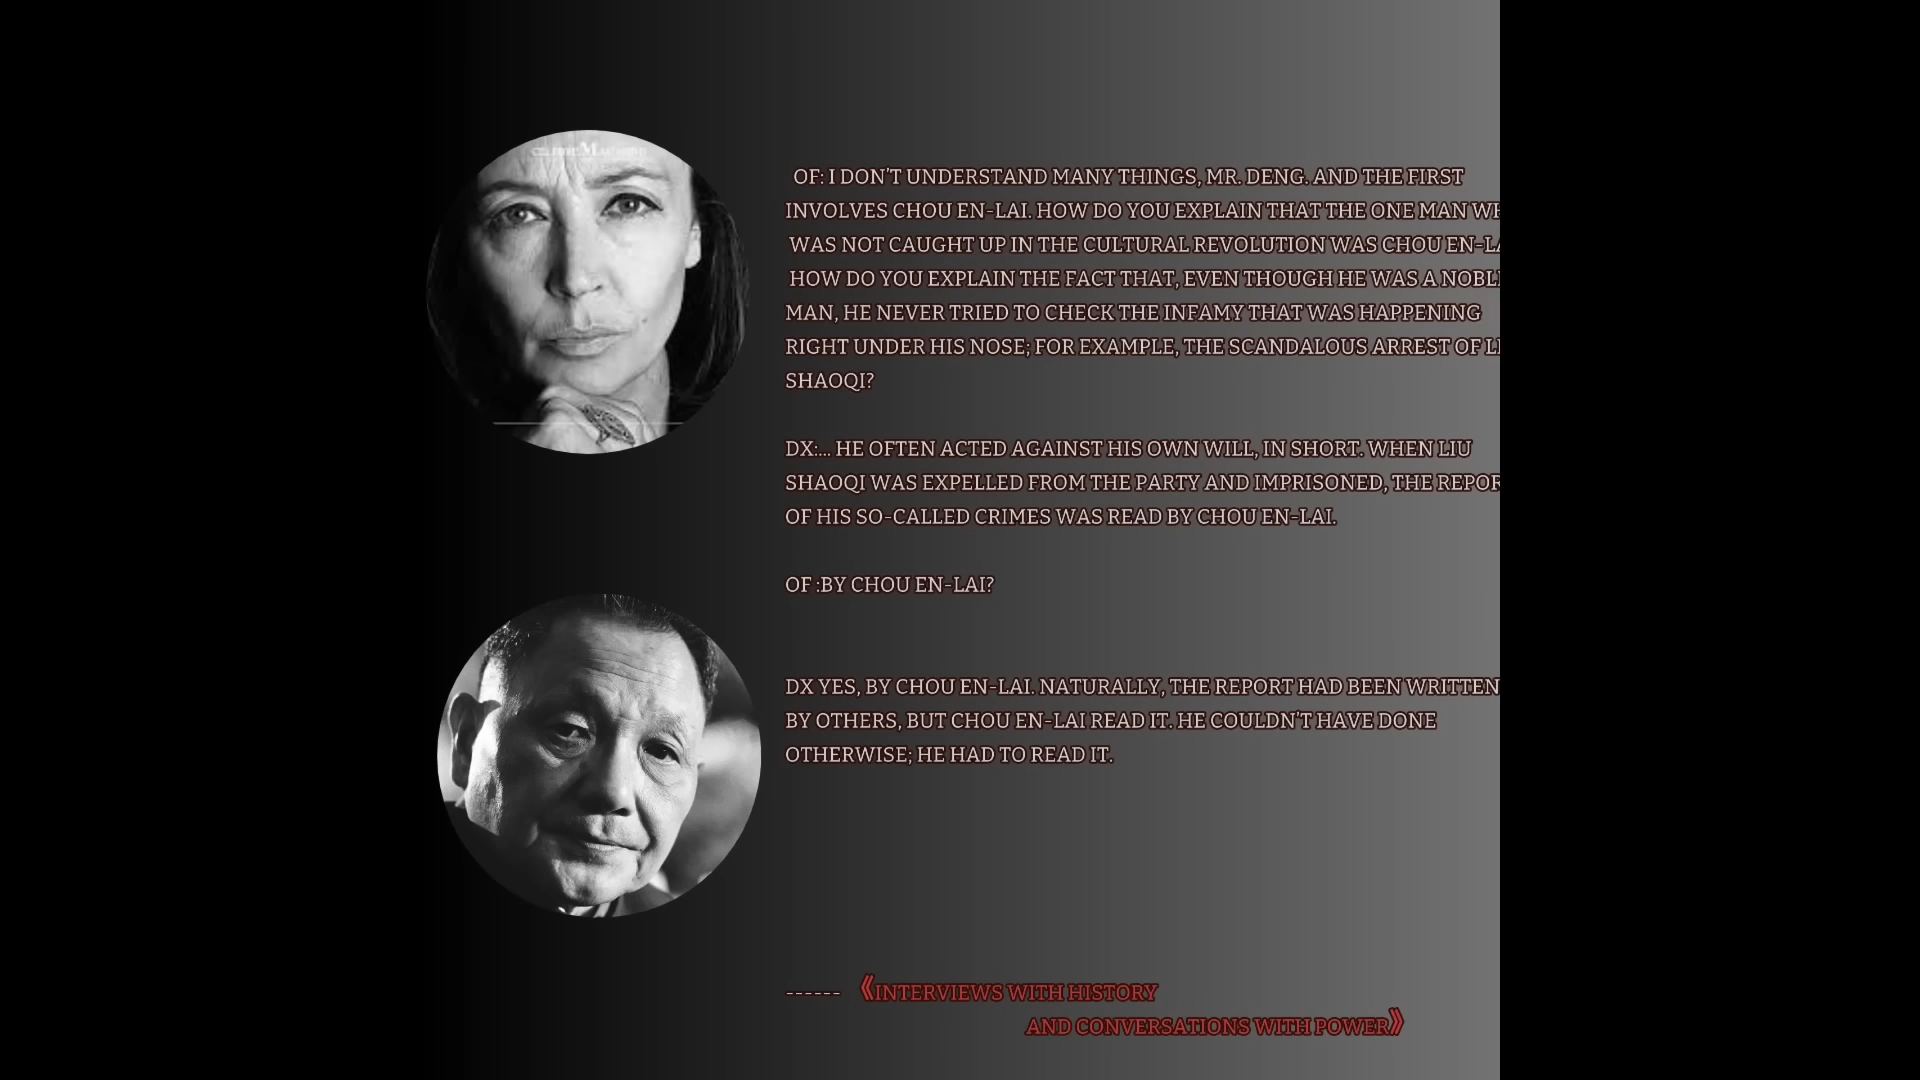 OF: I DON'T UNDERSTAND MANY THINGS, MR. DENG. AND THE FIRST
INVOLVES CHOU EN-LAI. HOW DO YOU EXPLAIN THAT THE ONE MAN
WAS NOT CAUGHT UP IN THE CULTURAL REVOLUTION WAS CHOU
HOW DO YOU EXPLAIN THE FACT THAT, EVEN THOUGH HE WAS A
MAN, HE NEVER TRIED TO CHECK THE INFAMY THAT WAS HAPPENING
RIGHT UNDER HIS NOSE; FOR EXAMPLE, THE SCANDALOUS ARREST OF
SHAOQI?
DX:... HE OFTEN ACTED AGAINST HIS OWN WILL, IN SHORT. WHEN LIU
SHAOQI WAS EXPELLED FROM THE PARTY AND IMPRISONED, THE
OF HIS SO-CALLED CRIMES WAS READ BY CHOU EN-LAI.
OF :BY CHOU EN-LAI?
DX YES, BY CHOU EN-LAI. NATURALLY, THE REPORT HAD BEEN WRITTEN
BY OTHERS, BUT CHOU EN-LAI READ IT. HE COULDN'T HAVE DONE
OTHERWISE; HE HAD TO READ IT.
------ 《INTERVIEWS WITH HISTORY
AND CONVERSATIONS WITH POWER》